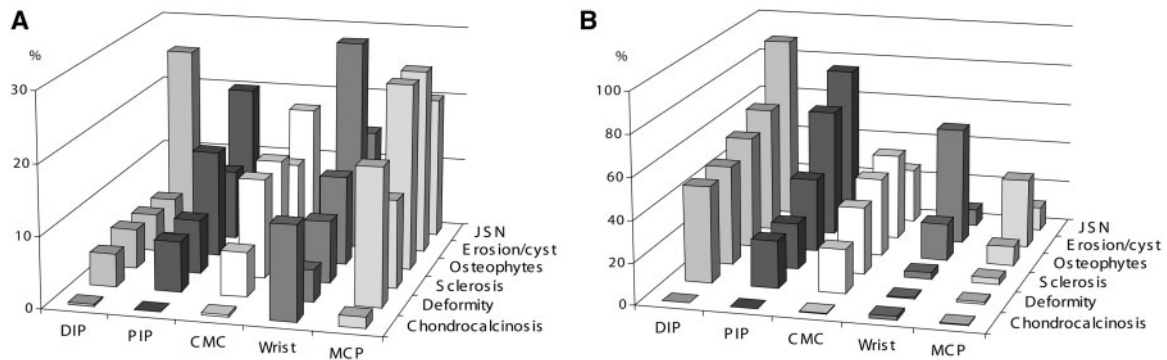 A
%
30
20
10
0
DIP
PIP
CMC
Wrist
MCP
JSN
Erosion/cyst
Osteophytes
Sclerosis
Deformity
Chondrocalcinosis
B
%
100
80
60
40
20
0
DIP
PIP
CMC
Wrist
MCP
JSN
Erosion/cyst
Osteophytes
Sclerosis
Deformity
Chondrocalcinosis